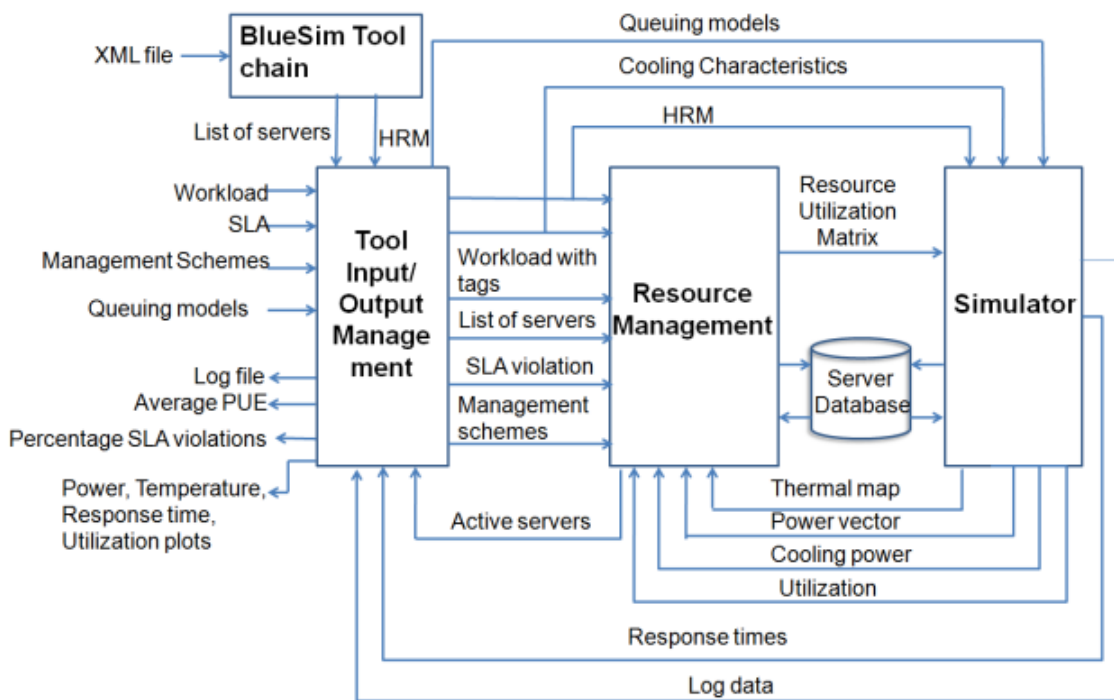 Queuing models
BlueSim Tool
chain
XML file
Cooling Characteristics
List of servers
HRM
HRM
Workload
SLA
Management Schemes
Queuing models
Log file
Average PUE
Percentage SLA violations
Power, Temperature,
Response time,
Utilization plots
Tool
Input/
Output
Manage
ment
Workload with
tags
List of servers
SLA violation
Management
schemes
Active servers
Resource
Management
Resource
Utilization
Matrix
Server
Database
Simulator
Thermal map
Power vector
Cooling power
Utilization
Response times
Log data